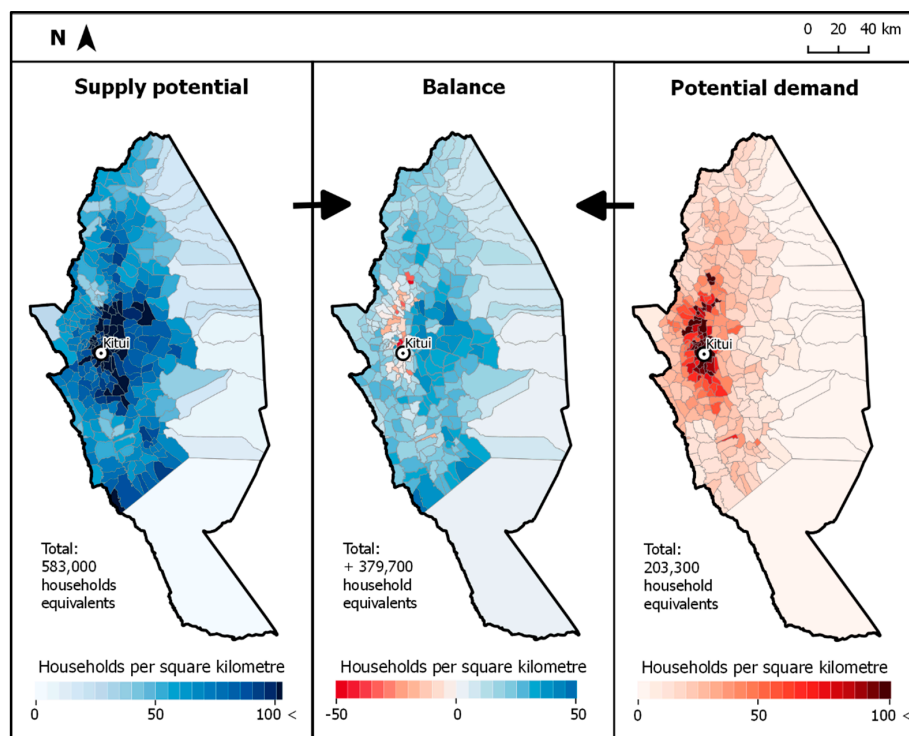 N
0 20 40 km
Supply potential
Kitui
Total:
583,000
households
equivalents
Households per square kilometre
0 50 100 <
Balance
Kitui
Total:
+ 379,700
household
equivalents
Households per square kilometre
-50 0 50
Potential demand
Kitui
Total:
203,300
household
equivalents
Households per square kilometre
0 50 100 <